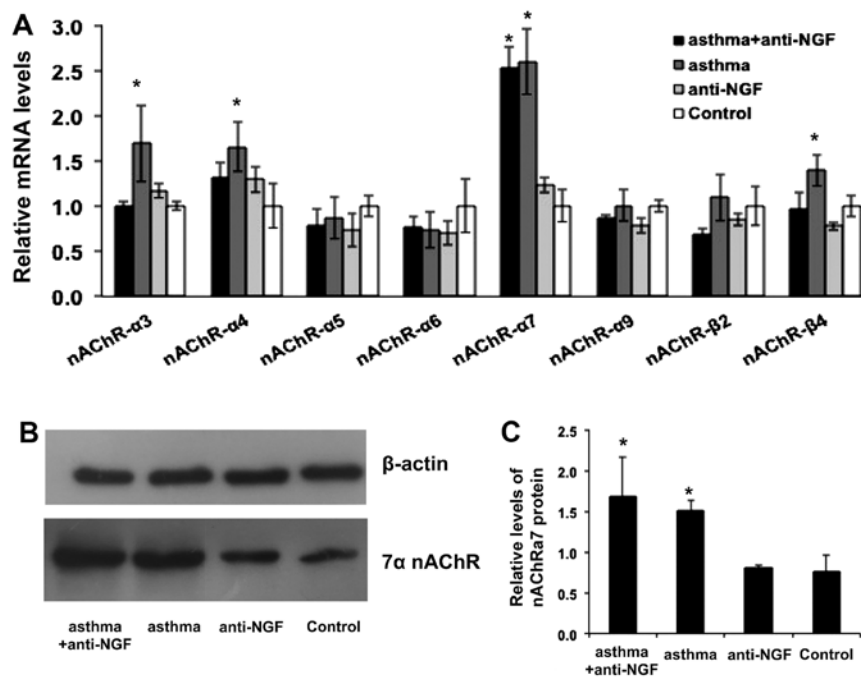 A
Relative mRNA levels
3.0
2.5
2.0
1.5
1.0
0.5
0.0
* * * * *
asthma+anti-NGF
asthma
anti-NGF
Control
nAChR-α3
nAChR-α4
nAChR-α5
nAChR-α6
nAChR-α7
nAChR-α9
nAChR-β2
nAChR-β4
B
β-actin
7α nAChR
asthma
+anti-NGF
asthma
anti-NGF
Control
C
Relative levels of
nAChRa7 protein
2.5
2.0
1.5
1.0
0.5
0.0
* *
asthma
+anti-NGF
asthma
anti-NGF
Control